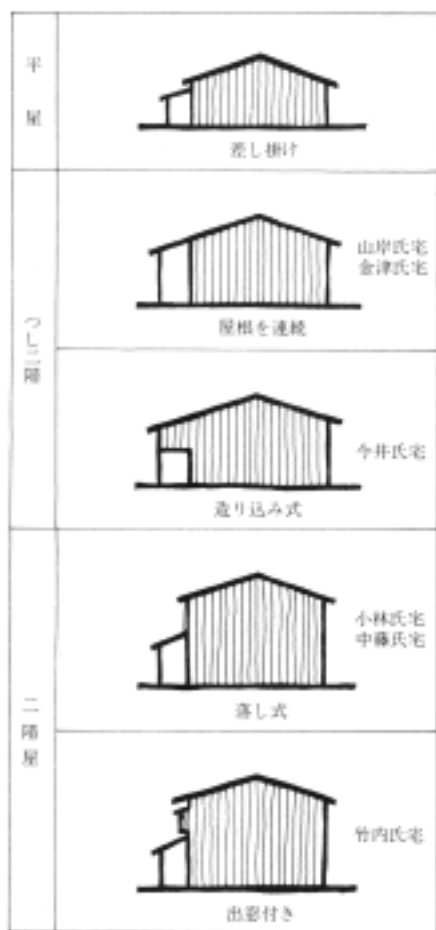 平屋
差し掛け
つし二階
山岸氏宅
金津氏宅
屋根を連続
今井氏宅
造り込み式
二階屋
小林氏宅
中藤氏宅
落し式
竹内氏宅
出窓付き